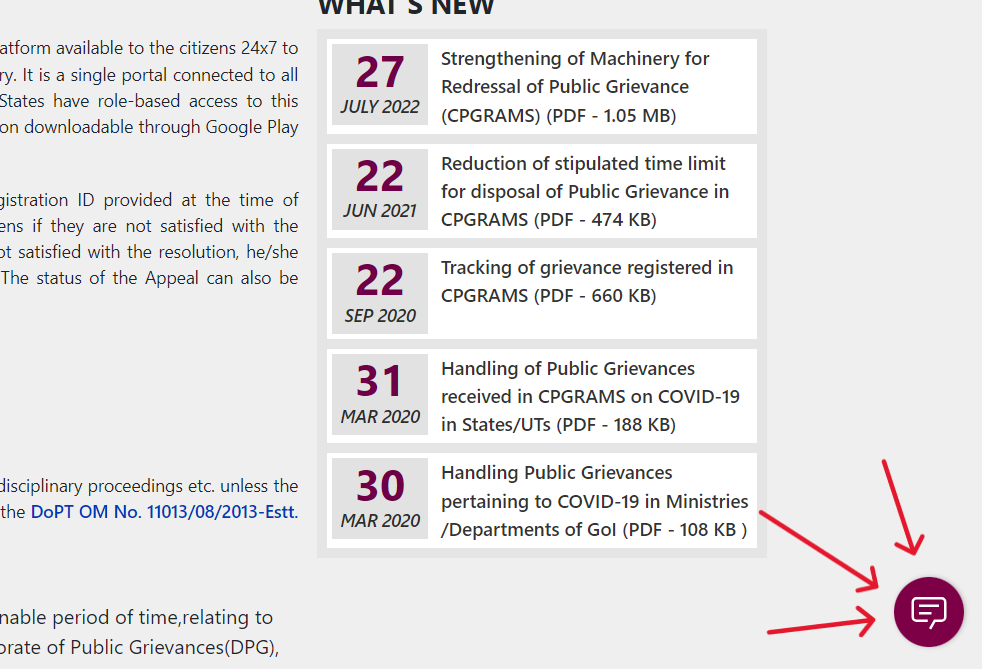 WHAT'S NEW
atform available to the citizens 24x7 to
ry. It is a single portal connected to all
States have role-based access to this
on downloadable through Google Play
gistration ID provided at the time of
ens if they are not satisfied with the
ot satisfied with the resolution, he/she
The status of the Appeal can also be
disciplinary proceedings etc. unless the
the DoPT OM No. 11013/08/2013-Estt.
nable period of time,relating to
orate of Public Grievances(DPG),
27
JULY 2022
Strengthening of Machinery for
Redressal of Public Grievance
(CPGRAMS) (PDF - 1.05 MB)
22
JUN 2021
Reduction of stipulated time limit
for disposal of Public Grievance in
CPGRAMS (PDF - 474 KB)
22
SEP 2020
Tracking of grievance registered in
CPGRAMS (PDF - 660 KB)
31
MAR 2020
Handling of Public Grievances
received in CPGRAMS on COVID-19
in States/UTs (PDF - 188 KB)
30
MAR 2020
Handling Public Grievances
pertaining to COVID-19 in Ministries
/Departments of GoI (PDF - 108 KB )